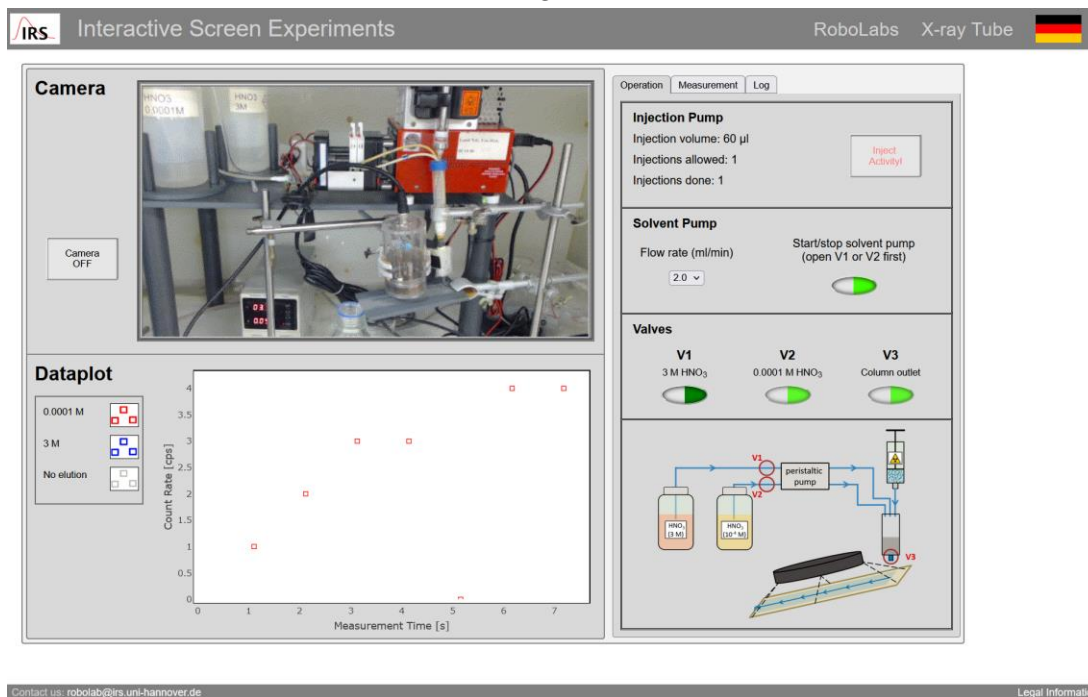 IRS
Interactive Screen Experiments
RoboLabs
X-ray Tube
Camera
HNO3
0.0001M
HNO3
3M
Camera
OFF
Operation
Measurement
Log
Injection Pump
Injection volume: 60 µl
Injections allowed: 1
Injections done: 1
Inject
Activity!
Solvent Pump
Flow rate (ml/min)
2.0
Start/stop solvent pump
(open V1 or V2 first)
Valves
V1
3 M HNO₃
V2
0.0001 M HNO₃
V3
Column outlet
Dataplot
0.0001 M
3 M
No elution
Count Rate [cps]
4
3.5
3
2.5
2
1.5
1
0.5
0
0 1 2 3 4 5 6 7
Measurement Time [s]
V1
V2
peristaltic
pump
HNO₃
(3 M)
HNO₃
(10⁻⁴ M)
V3
Contact us: robolab@irs.uni-hannover.de
Legal Informati